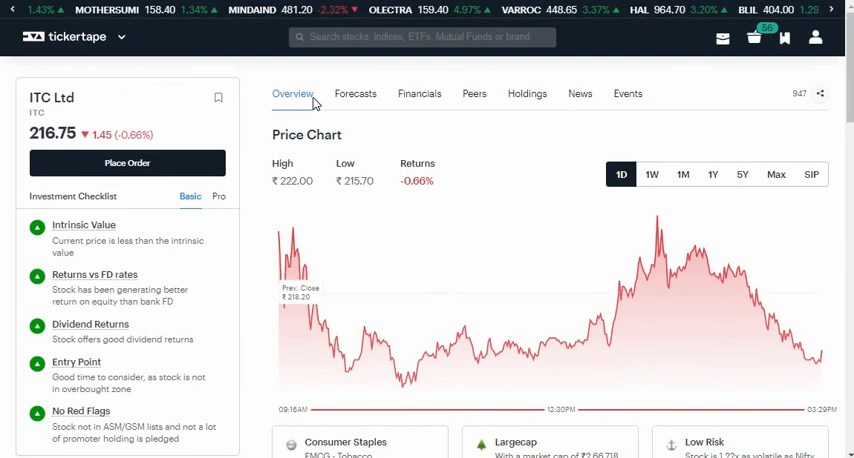 1.43% MOTHERSUMI 158.40 1.34% MINDAIND 481.20 -2.32% OLECTRA 159.40 4.97% VARROC 448.65 3.37% HAL 964.70 3.20% BLIL 404.00 1.29
tickertape
Search stocks, Indices, ETFs, Mutual Funds or brand
56
ITC Ltd
ITC
216.75 1.45 (-0.66%)
Place Order
Investment Checklist Basic Pro
Intrinsic Value
Current price is less than the intrinsic
value
Returns vs FD rates
Stock has been generating better
return on equity than bank FD
Dividend Returns
Stock offers good dividend returns
Entry Point
Good time to consider, as stock is not
in overbought zone
No Red Flags
Stock not in ASM/GSM lists and not a lot
of promoter holding is pledged
Overview Forecasts Financials Peers Holdings News Events 947
Price Chart
High Low Returns
₹ 222.00 ₹ 215.70 -0.66%
1D 1W 1M 1Y 5Y Max SIP
Prev. Close
₹ 218.20
09:16AM 12:30PM 03:29PM
Consumer Staples Largecap Low Risk
FMCG - Tobacco With a market cap of ₹2,66,718 Stock is 1.22x as volatile as Nifty